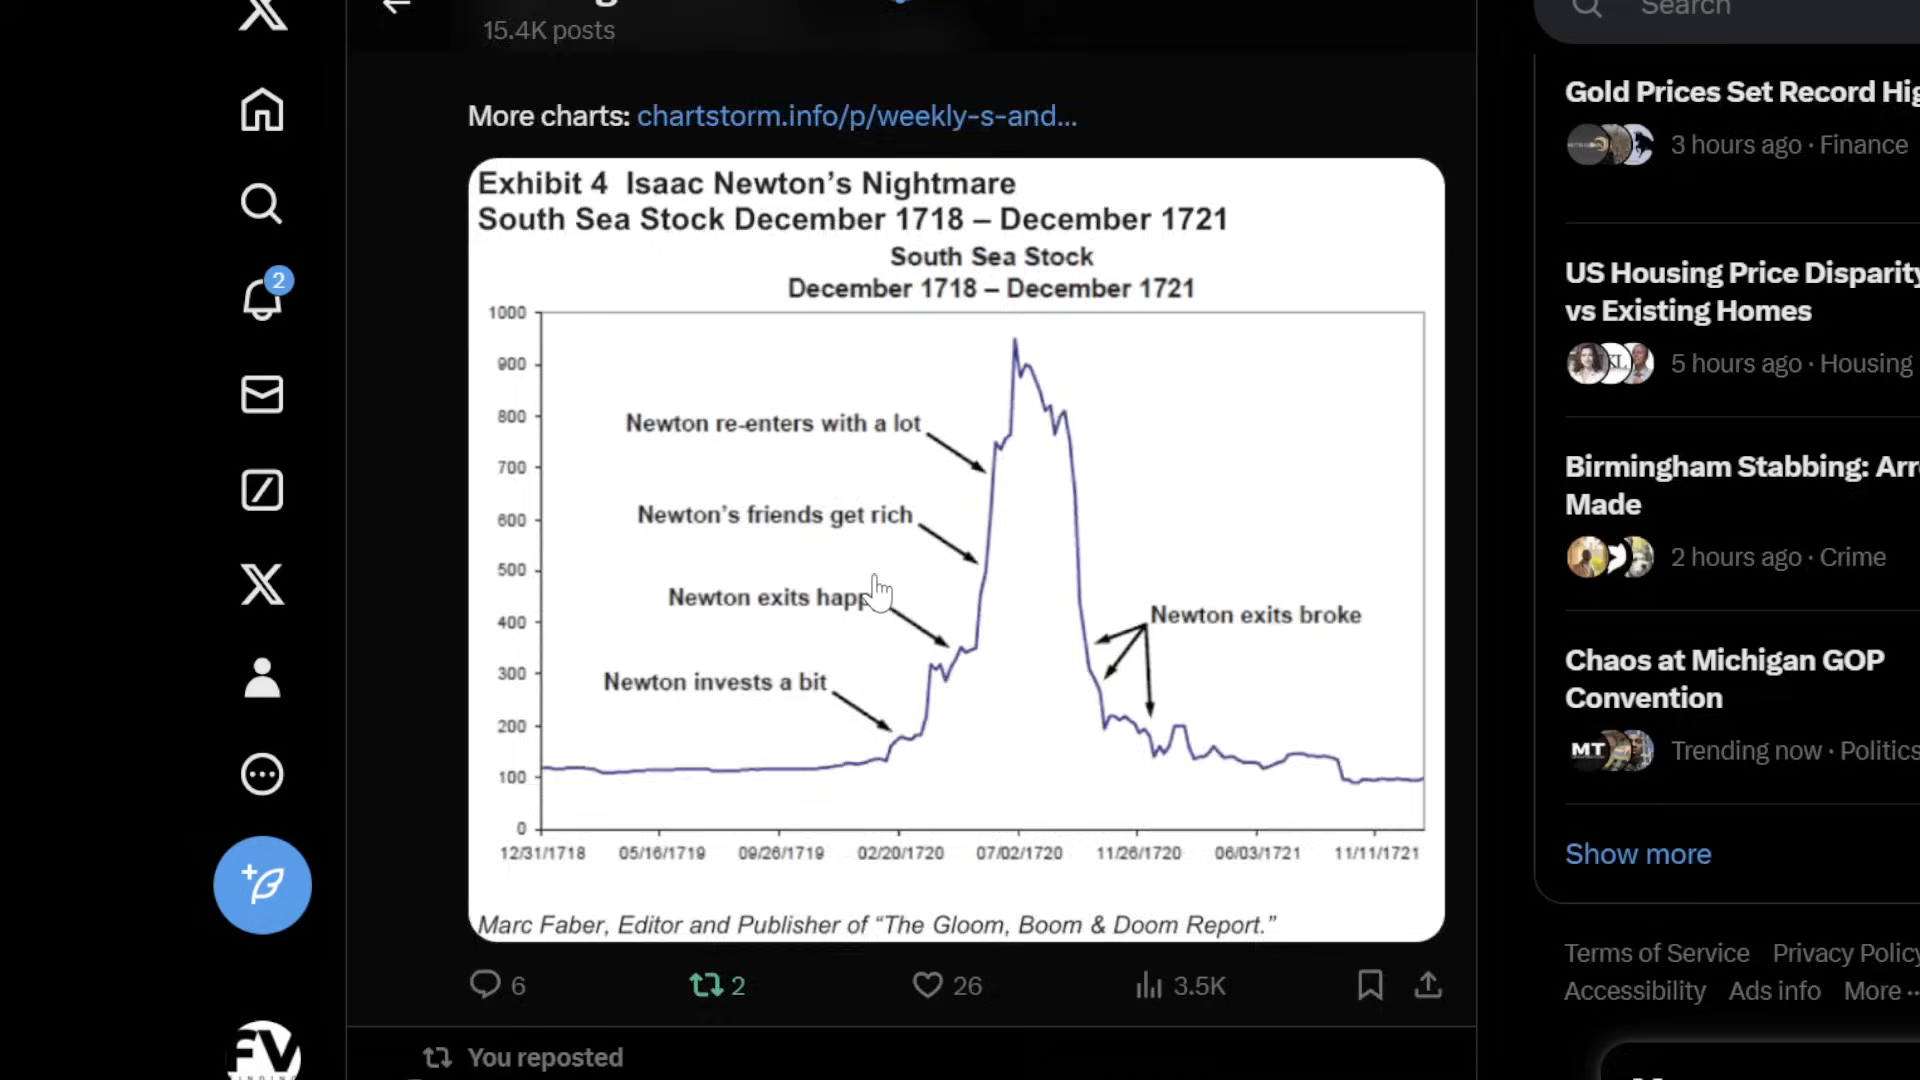 15.4K posts
Search
More charts: chartstorm.info/p/weekly-s-and...
Exhibit 4 Isaac Newton's Nightmare
South Sea Stock December 1718 – December 1721
South Sea Stock
December 1718 – December 1721
1000
900
800
700
600
500
400
300
200
100
0
Newton re-enters with a lot
Newton's friends get rich
Newton exits
Newton invests a bit
Newton exits broke
12/31/1718 05/16/1719 09/26/1719 02/20/1720 07/02/1720 11/26/1720 06/03/1721 11/11/1721
Marc Faber, Editor and Publisher of “The Gloom, Boom & Doom Report.”
6 2 26 3.5K
You reposted
2
FV
Gold Prices Set Record
3 hours ago · Finance
US Housing Price Disparity
vs Existing Homes
5 hours ago · Housing
Birmingham Stabbing:
Made
2 hours ago · Crime
Chaos at Michigan GOP
Convention
MT
Trending now · Politics
Show more
Terms of Service Privacy Policy
Accessibility Ads info More ...